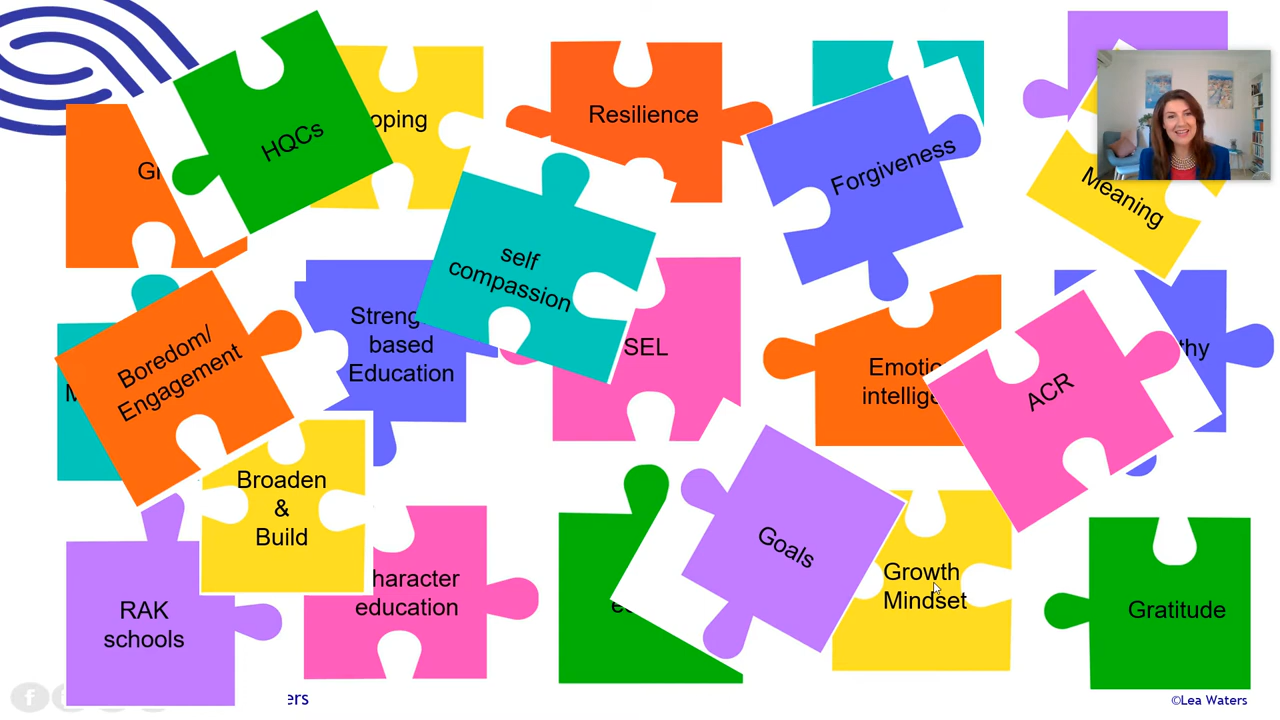 HQCs
oping
Resilience
Forgiveness
Meaning
self
compassion
Boredom/
Engagement
Streng
based
Education
SEL
Emotio
intellige
ACR
thy
Broaden
&
Build
Goals
RAK
schools
haracter
education
Growth
Mindset
Gratitude
ers
©Lea Waters